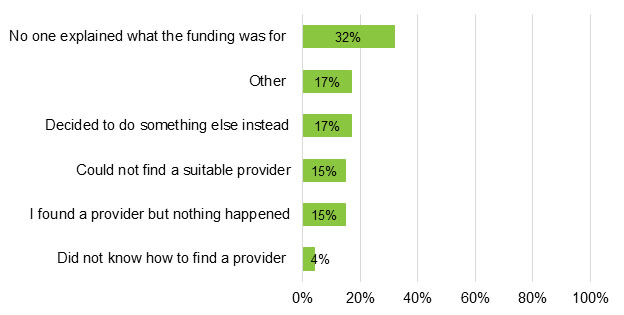 No one explained what the funding was for 32%
Other 17%
Decided to do something else instead 17%
Could not find a suitable provider 15%
I found a provider but nothing happened 15%
Did not know how to find a provider 4%
0% 20% 40% 60% 80% 100%